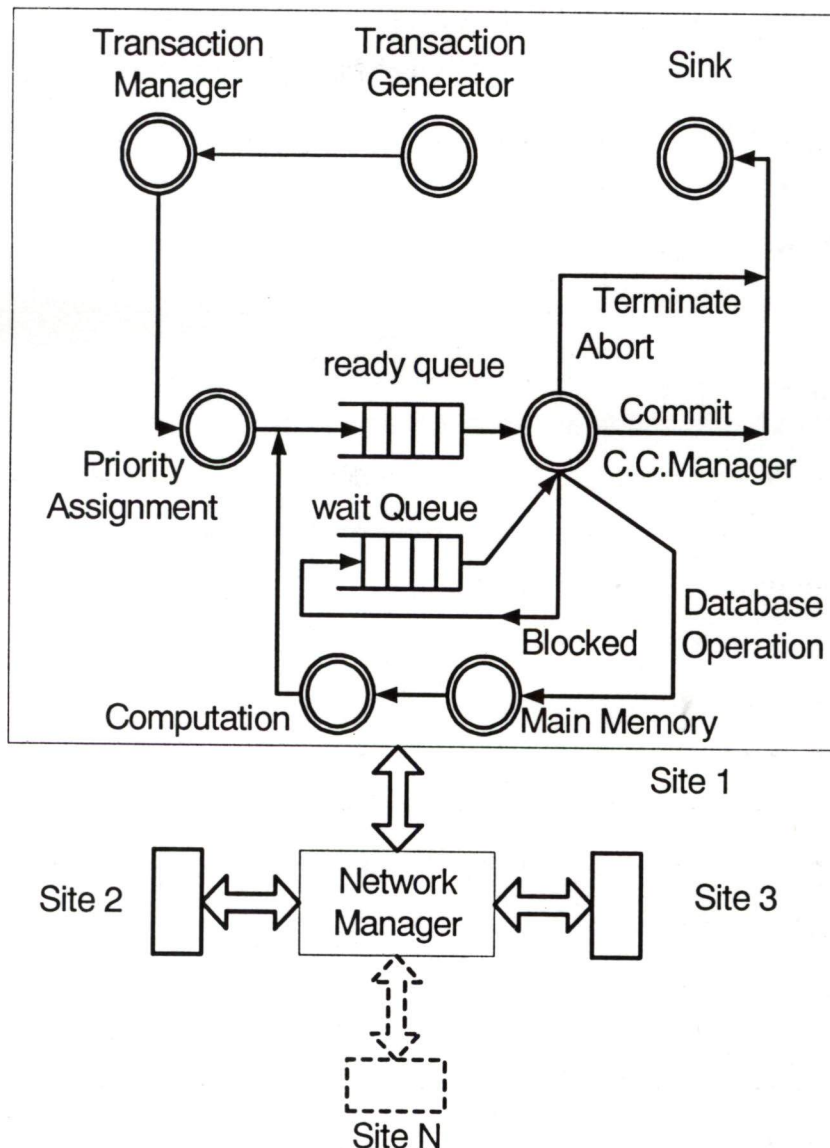 Transaction
Manager
Transaction
Generator
Sink
Terminate
Abort
ready queue
Commit
C.C.Manager
Priority
Assignment
wait Queue
Database
Operation
Blocked
Computation
Main Memory
Site 1
Site 2
Network
Manager
Site 3
Site N